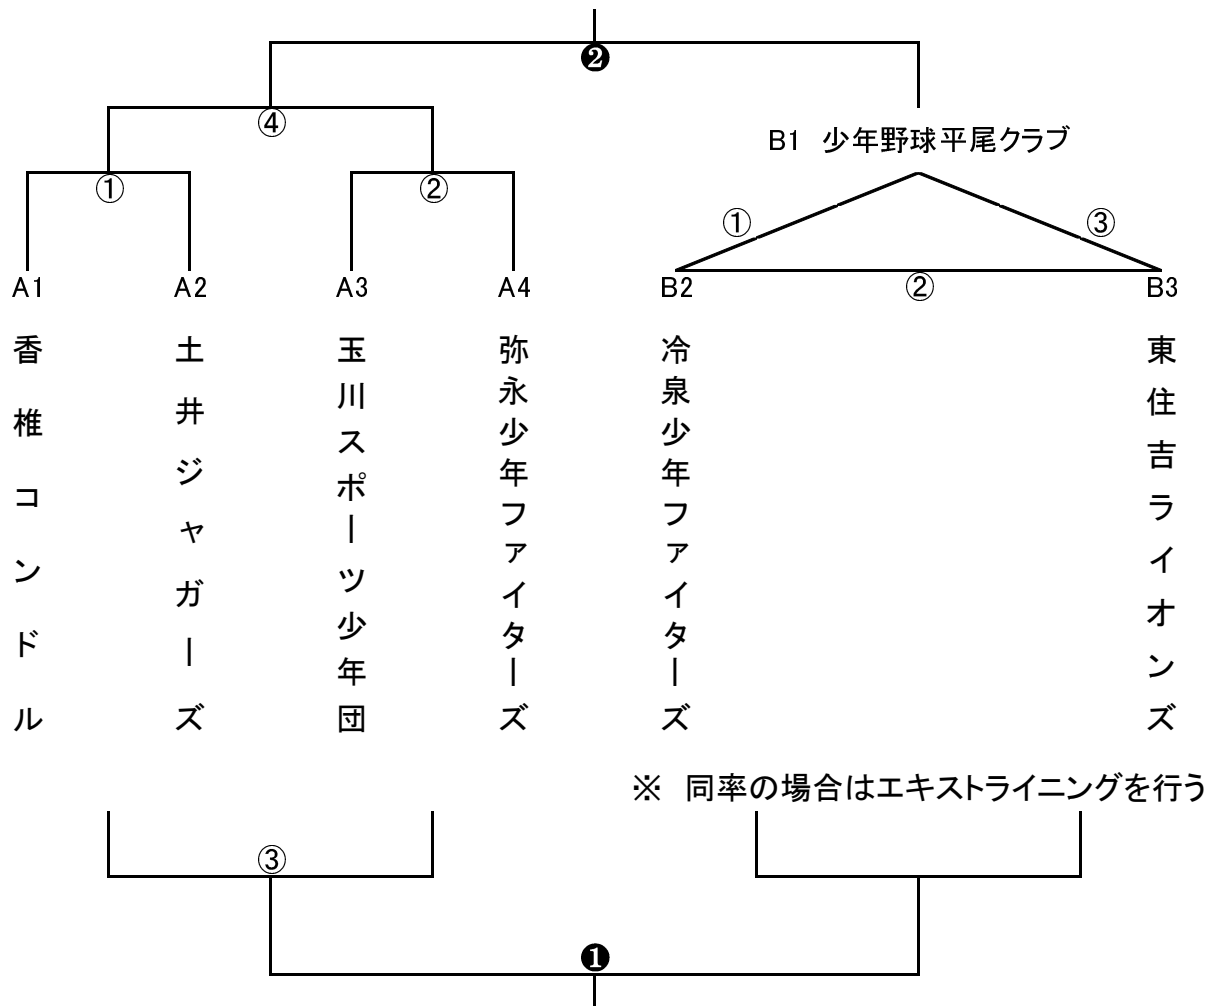 ❷
④
B1 少年野球平尾クラブ
①
②
①
③
②
A1
A2
A3
A4
B2
B3
香椎コンドル
土井ジャガーズ
玉川スポーツ少年団
弥永少年ファイターズ
冷泉少年ファイターズ
東住吉ライオンズ
※ 同率の場合はエキストライニングを行う
③
❶